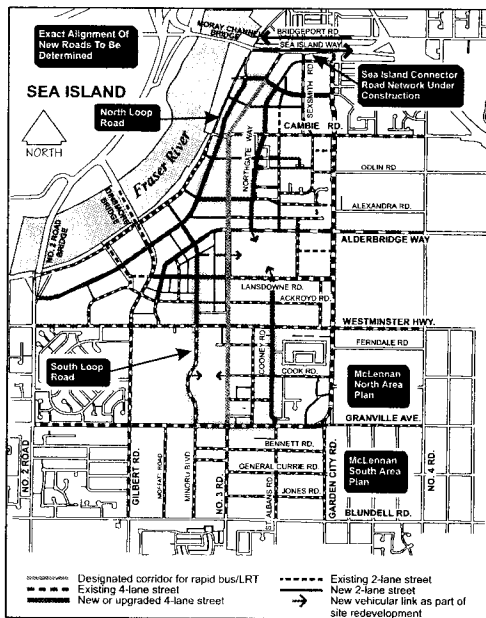 Exact Alignment Of
New Roads To Be
Determined
MORAY CHANNEL
BRIDGE
BRIDGEPORT RD.
SEA ISLAND WAY
SEA ISLAND
NORTH
North Loop
Road
Sea Island Connector
Road Network Under
Construction
SEXSMITH RD.
CAMBIE RD.
NORTHGATE WAY
Fraser River
ODLIN RD
ALEXANDRA RD.
NO. 2 ROAD
BRIDGE
DINSMORE
BRIDGE
ALDERBRIDGE WAY
LANSDOWNE RD.
ACKROYD RD.
WESTMINSTER HWY.
FERNDALE RD
COONEY RD.
COOK RD.
South Loop
Road
McLennan
North Area
Plan
GRANVILLE AVE.
NO. 2 ROAD
GILBERT RD.
MOFFAT ROAD
MINORU BLVD.
NO. 3 RD.
BENNETT RD.
GENERAL CURRIE RD.
JONES RD.
ST. ALBANS RD
GARDEN CITY RD.
McLennan
South Area
Plan
NO. 4 RD.
BLUNDELL RD.
Designated corridor for rapid bus/LRT
Existing 4-lane street
New or upgraded 4-lane street
Existing 2-lane street
New 2-lane street
New vehicular link as part of
site redevelopment